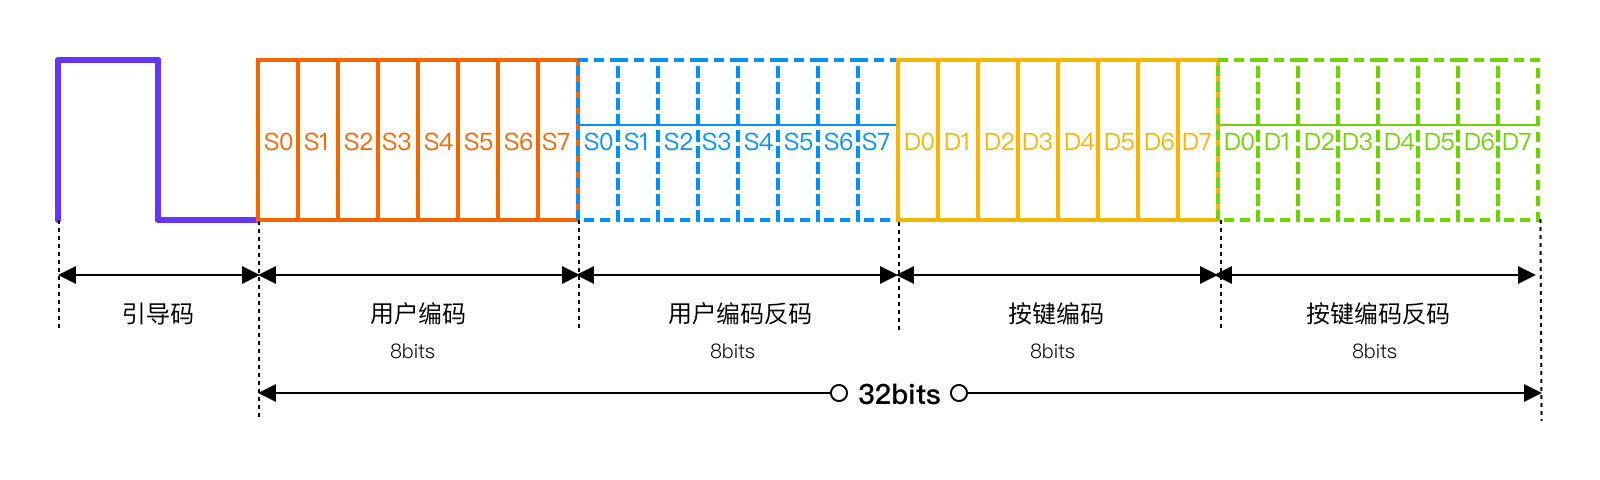 S0 S1 S2 S3 S4 S5 S6 S7 S0 S1 S2 S3 S4 S5 S6 S7 D0 D1 D2 D3 D4 D5 D6 D7 D0 D1 D2 D3 D4 D5 D6 D7
引导码 用户编码 用户编码反码 按键编码 按键编码反码
8bits 8bits 8bits 8bits
32bits